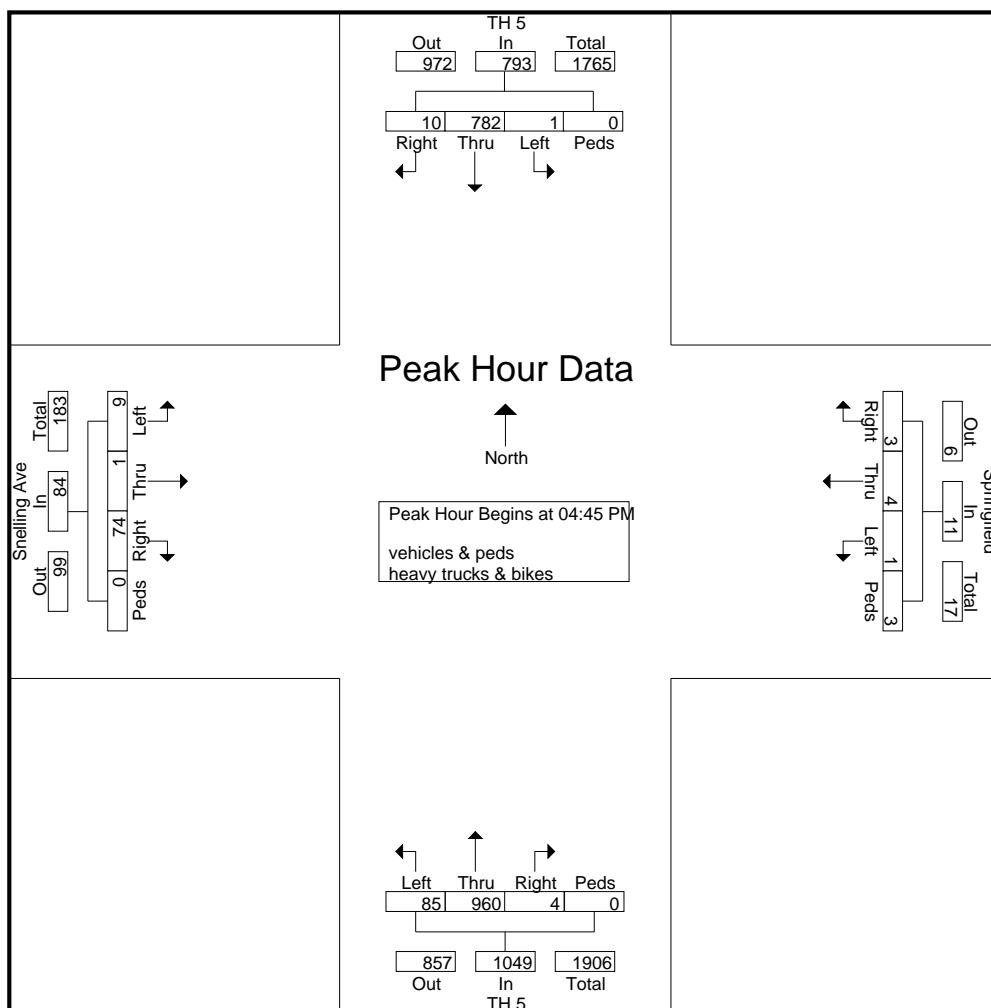 TH 5
Out In Total
972 793 1765
10 782 1 0
Right Thru Left Peds
Peak Hour Data
North
Peak Hour Begins at 04:45 PM
vehicles & peds
heavy trucks & bikes
Snelling Ave
Out In Total
99 84 183
0 74 1 9
Peds Right Thru Left
Springfield
Out In Total
6 11 17
3 4 1 3
Right Thru Left Peds
Left Thru Right Peds
85 960 4 0
857 1049 1906
Out In Total
TH 5